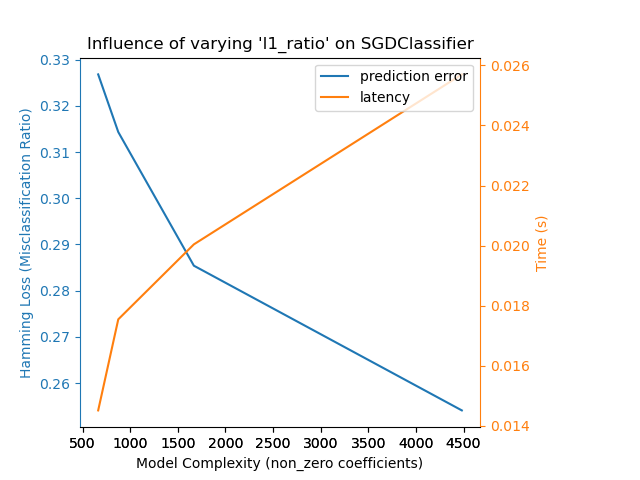 Influence of varying 'l1_ratio' on SGDClassifier
prediction error
latency
Hamming Loss (Misclassification Ratio)
0.33
0.32
0.31
0.30
0.29
0.28
0.27
0.26
0.026
0.024
0.022
0.020
0.018
0.016
0.014
Time (s)
500 1000 1500 2000 2500 3000 3500 4000 4500
Model Complexity (non_zero coefficients)